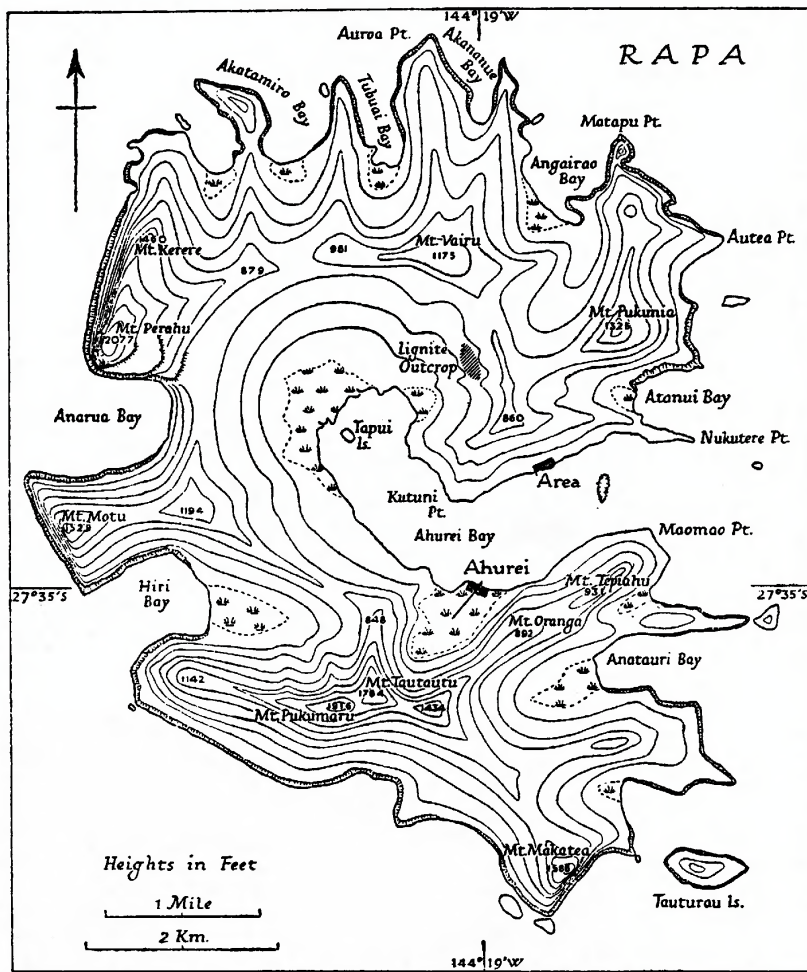 144° 19'W
RAPA
Auroa Pt.
Akananue
Bay
Akatamiro Bay
Tubuai Bay
Matapu Pt.
Angairao
Bay
Autea Pt.
1460
Mt. Kerere
879
981
Mt. Vairu
1175
Mt. Perahu
2077
Mt. Pukunia
Lignite
Outcrop
Atanui Bay
Anarua Bay
860
Nukutere Pt.
Tapui
Is.
Area
Kutuni
Pt.
Mt. Motu
1194
Ahurei Bay
Maomao Pt.
Ahurei
Mt. Tepiahu
931
27°35'S
27°35'S
Hiri
Bay
848
Mt. Oranga
892
Anatauri Bay
1142
Mt. Tautautu
1784
Mt. Pukumaru
Mt. Makatea
Heights in Feet
1 Mile
2 Km.
Tauturau Is.
144° 19'W